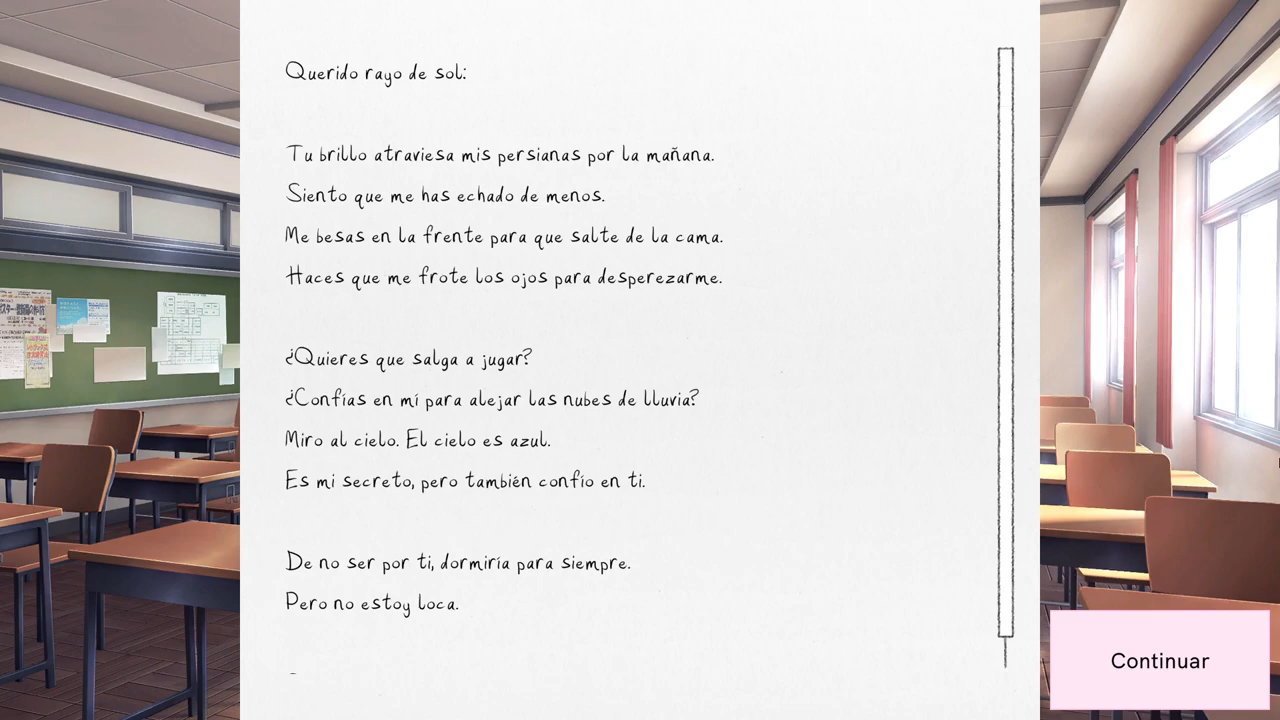 Querido rayo de sol:
Tu brillo atraviesa mis persianas por la mañana.
Siento que me has echado de menos.
Me besas en la frente para que salte de la cama.
Haces que me frote los ojos para desperezarme.
¿Quieres que salga a jugar?
¿Confías en mí para alejar las nubes de lluvia?
Miro al cielo. El cielo es azul.
Es mi secreto, pero también confío en ti.
De no ser por ti, dormiría para siempre.
Pero no estoy loca.
Continuar